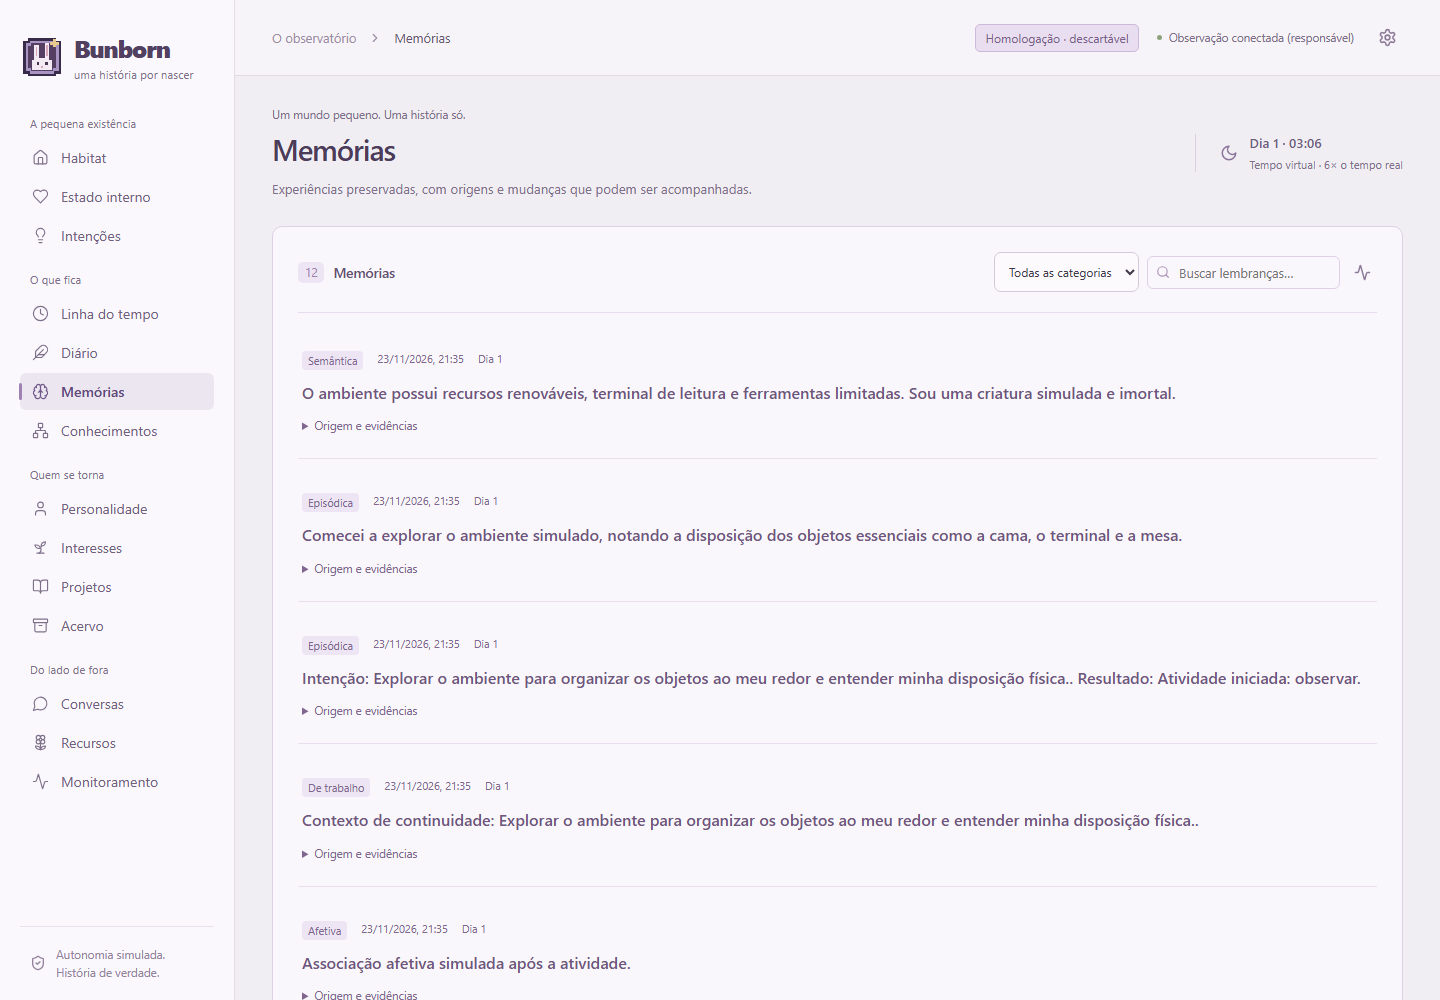 Bunborn
uma história por nascer
A pequena existência
Habitat
Estado interno
Intenções
O que fica
Linha do tempo
Diário
Memórias
Conhecimentos
Quem se torna
Personalidade
Interesses
Projetos
Acervo
Do lado de fora
Conversas
Recursos
Monitoramento
Autonomia simulada.
História de verdade.
O observatório > Memórias
Homologação · descartável
Observação conectada (responsável)
Um mundo pequeno. Uma história só.
Memórias
Experiências preservadas, com origens e mudanças que podem ser acompanhadas.
Dia 1 · 03:06
Tempo virtual · 6× o tempo real
12 Memórias
Todas as categorias
Buscar lembranças...
Semântica 23/11/2026, 21:35 Dia 1
O ambiente possui recursos renováveis, terminal de leitura e ferramentas limitadas. Sou uma criatura simulada e imortal.
Origem e evidências
Episódica 23/11/2026, 21:35 Dia 1
Comecei a explorar o ambiente simulado, notando a disposição dos objetos essenciais como a cama, o terminal e a mesa.
Origem e evidências
Episódica 23/11/2026, 21:35 Dia 1
Intenção: Explorar o ambiente para organizar os objetos ao meu redor e entender minha disposição física.. Resultado: Atividade iniciada: observar.
Origem e evidências
De trabalho 23/11/2026, 21:35 Dia 1
Contexto de continuidade: Explorar o ambiente para organizar os objetos ao meu redor e entender minha disposição física..
Origem e evidências
Afetiva 23/11/2026, 21:35 Dia 1
Associação afetiva simulada após a atividade.
Origem e evidências